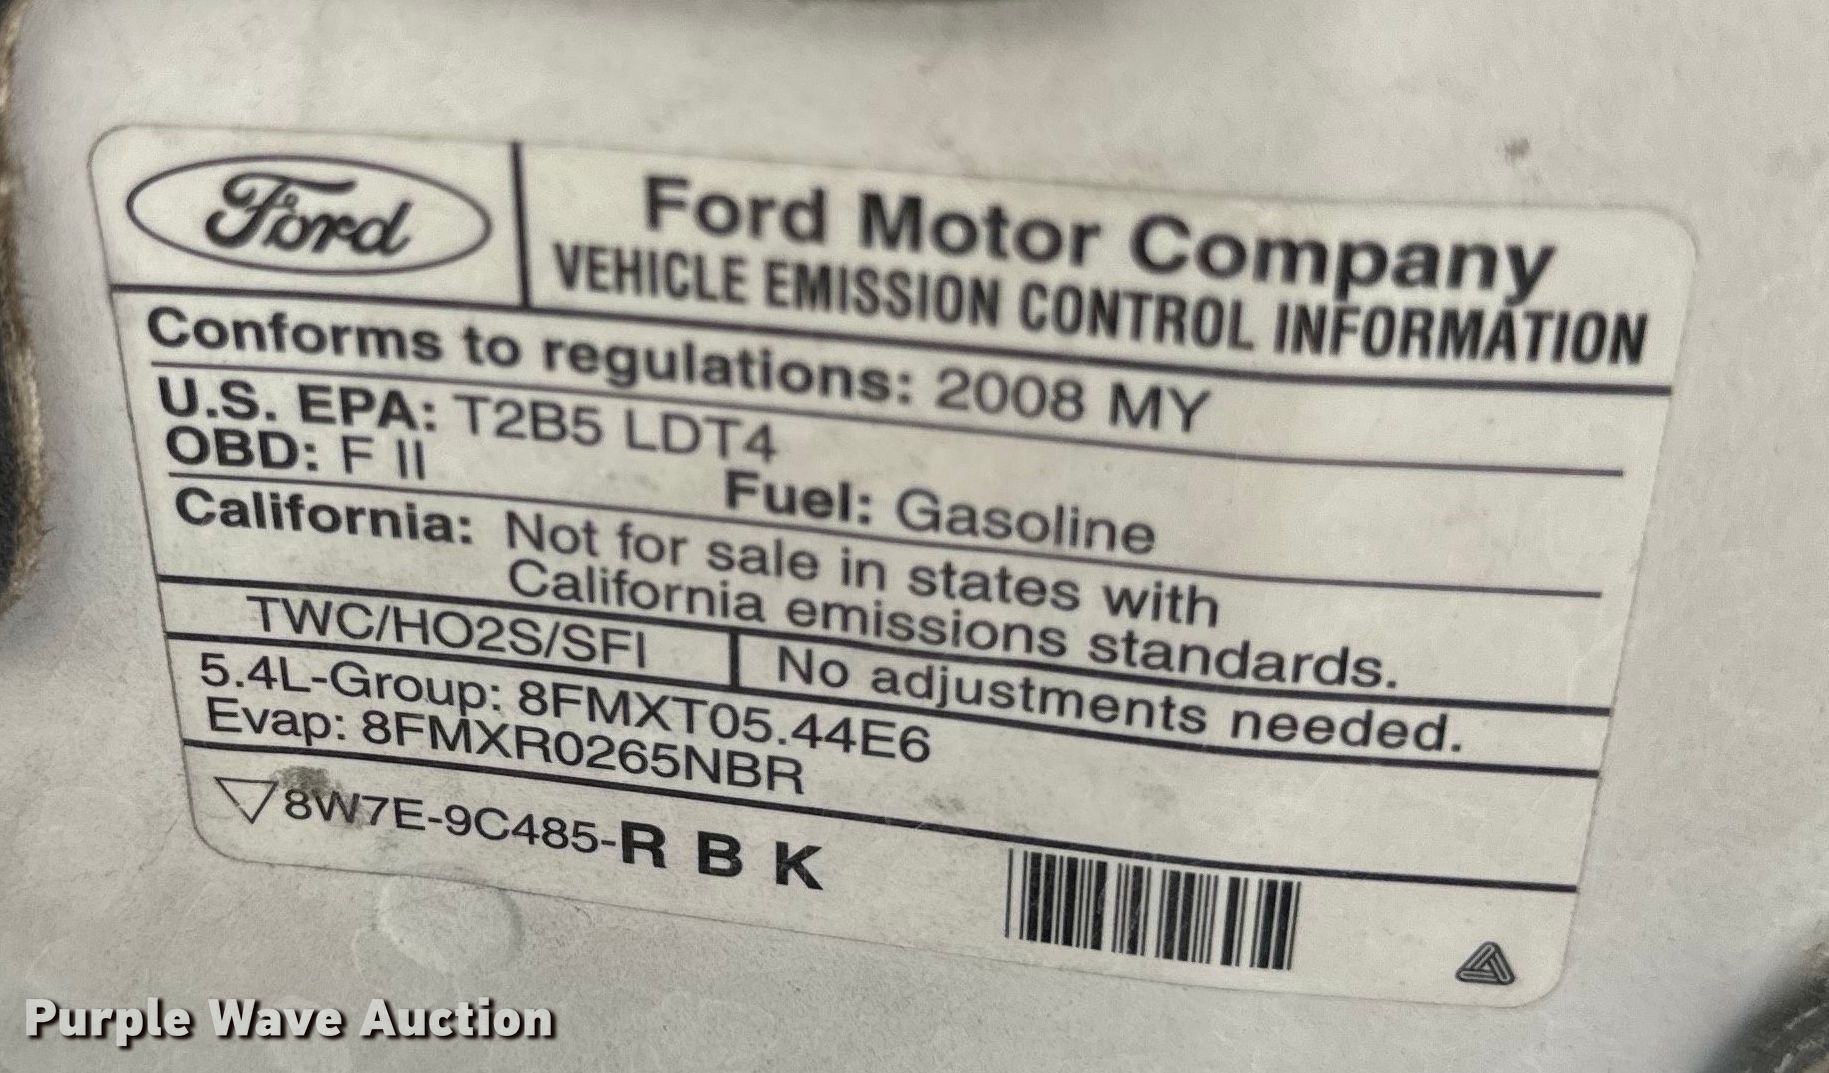 Ford
Ford Motor Company
VEHICLE EMISSION CONTROL INFORMATION
Conforms to regulations: 2008 MY
U.S. EPA: T2B5 LDT4
OBD: F II
Fuel: Gasoline
California: Not for sale in states with
California emissions standards.
TWC/HO2S/SFI
No adjustments needed.
5.4L-Group: 8FMXT05.44E6
Evap: 8FMXR0265NBR
8W7E-9C485-R B K
Purple Wave Auction